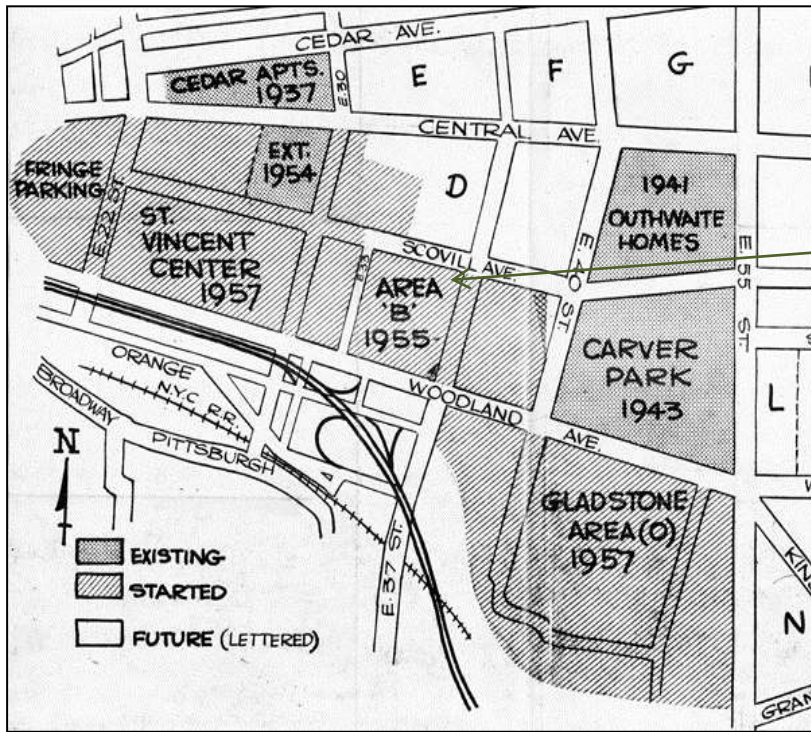 CEDAR AVE.
CEDAR APTS.
1937
E. 30
E
F
G
CENTRAL AVE.
FRINGE
PARKING
E. 22 ST.
EXT.
1954
D
1941
OUTHWAITE
HOMES
ST.
VINCENT
CENTER
1957
SCOVILL AVE.
AREA
'B'
1955
E. 40 ST.
E. 55 ST.
CARVER
PARK
1943
ORANGE
N.Y.C R.R.
BROADWAY
PITTSBURGH
WOODLAND AVE.
L
N
E. 37 ST.
GLADSTONE
AREA (O)
1957
EXISTING
STARTED
FUTURE (LETTERED)
N